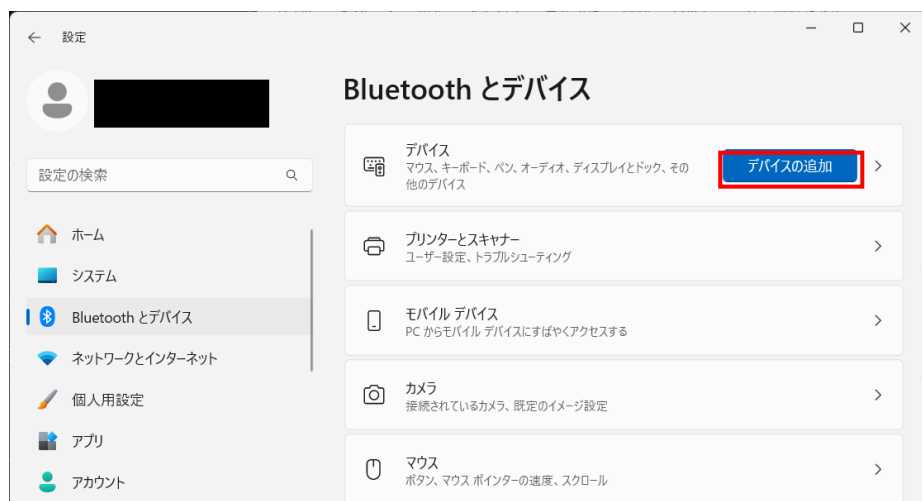 設定
Bluetooth とデバイス
デバイス
マウス、キーボード、ペン、オーディオ、ディスプレイとドック、その
他のデバイス
デバイスの追加
設定の検索
プリンターとスキャナー
ユーザー設定、トラブルシューティング
ホーム
システム
Bluetooth とデバイス
ネットワークとインターネット
個人用設定
アプリ
アカウント
モバイル デバイス
PC からモバイル デバイスにすばやくアクセスする
カメラ
接続されているカメラ、既定のイメージ設定
マウス
ボタン、マウス ポインターの速度、スクロール